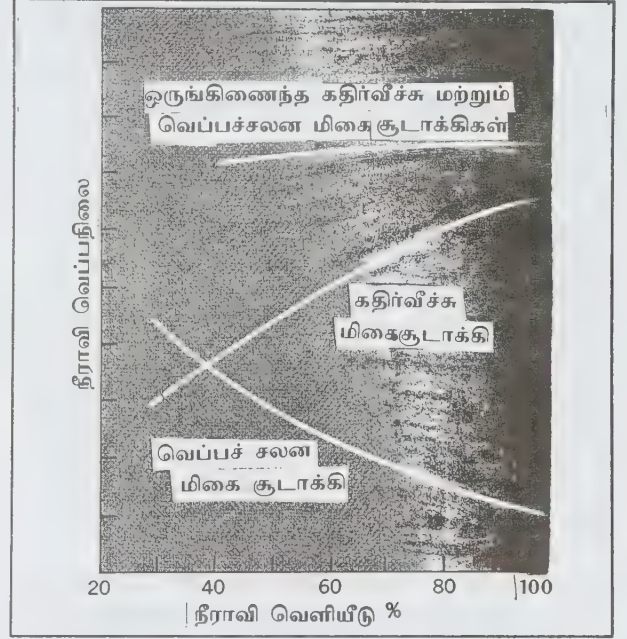 ஒருங்கிணைந்த கதிர்வீச்சு மற்றும்
வெப்பச்சலன மிகைசூடாக்கிகள்
நீராவி வெப்பநிலை
கதிர்வீச்சு
மிகைசூடாக்கி
வெப்பச் சலன
மிகை சூடாக்கி
20 40 60 80 100
நீராவி வெளியீடு %